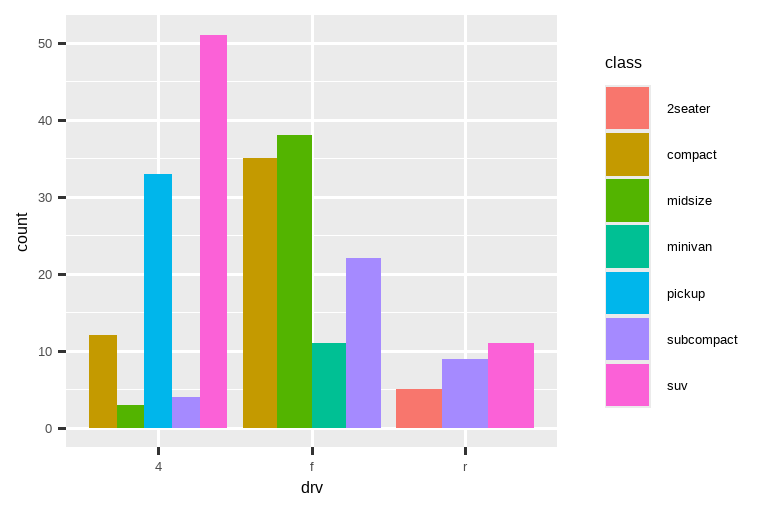 50
40
30
20
10
0
count
4
f
r
drv
class
2seater
compact
midsize
minivan
pickup
subcompact
suv